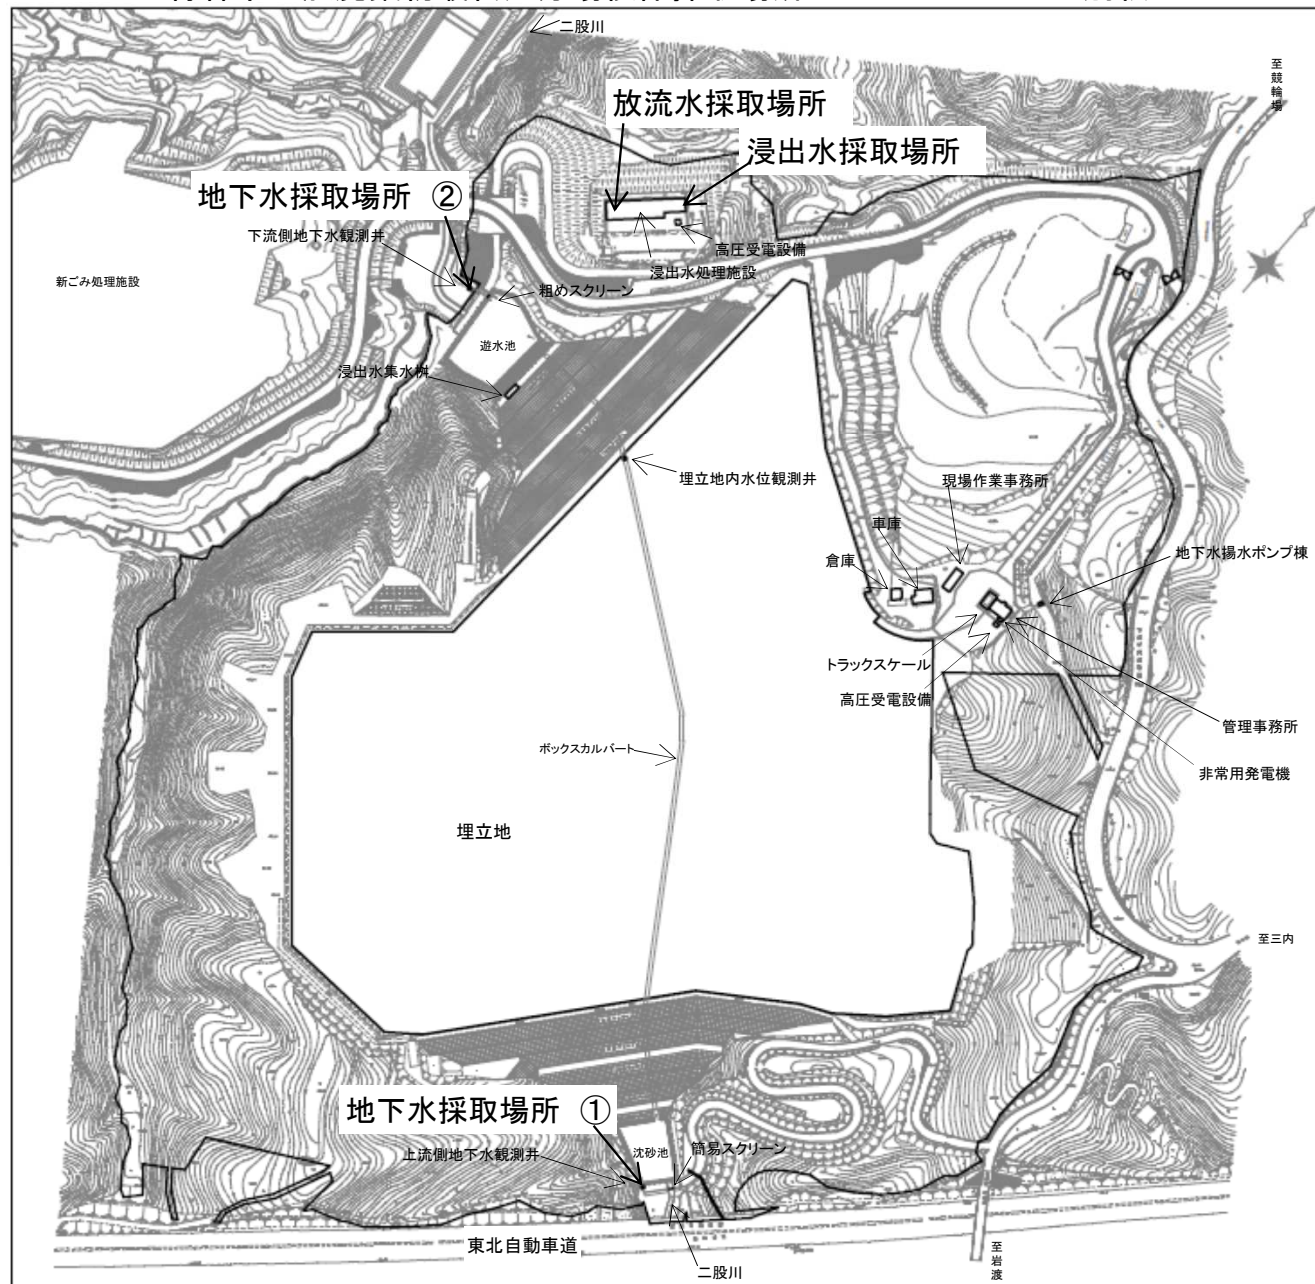 二股川
至競輪場
放流水採取場所
浸出水採取場所
地下水採取場所 ②
下流側地下水観測井
高圧受電設備
浸出水処理施設
新ごみ処理施設
粗めスクリーン
遊水池
浸出水集水桝
埋立地内水位観測井
現場作業事務所
車庫
倉庫
地下水揚水ポンプ棟
トラックスケール
高圧受電設備
管理事務所
ボックスカルバート
非常用発電機
埋立地
至三内
地下水採取場所 ①
沈砂池
簡易スクリーン
上流側地下水観測井
東北自動車道
二股川
至岩渡